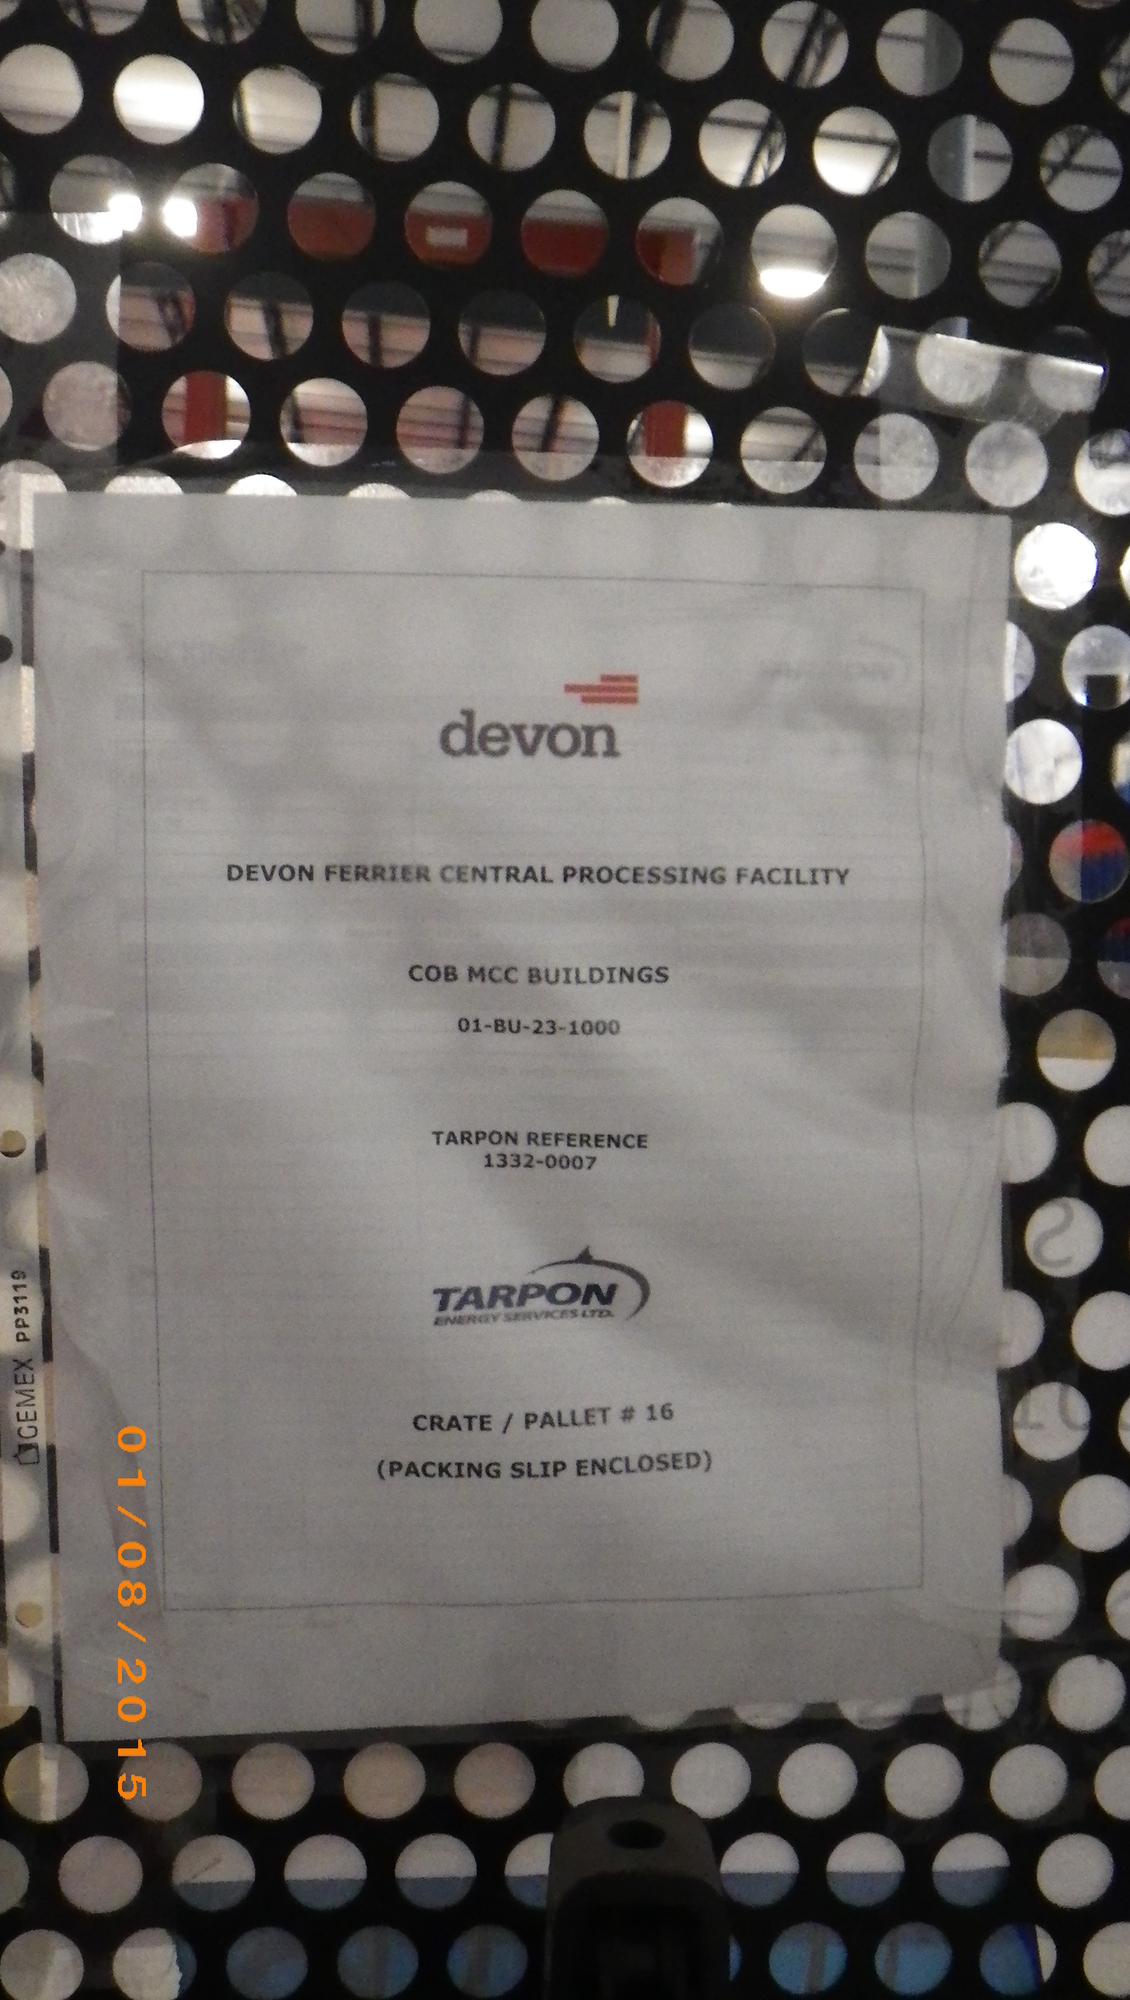 devon
DEVON FERRIER CENTRAL PROCESSING FACILITY
COB MCC BUILDINGS
01-BU-23-1000
TARPON REFERENCE
1332-0007
TARPON
ENERGY SERVICES LTD.
CRATE / PALLET # 16
(PACKING SLIP ENCLOSED)
GEMEX PP3119
01/08/2015